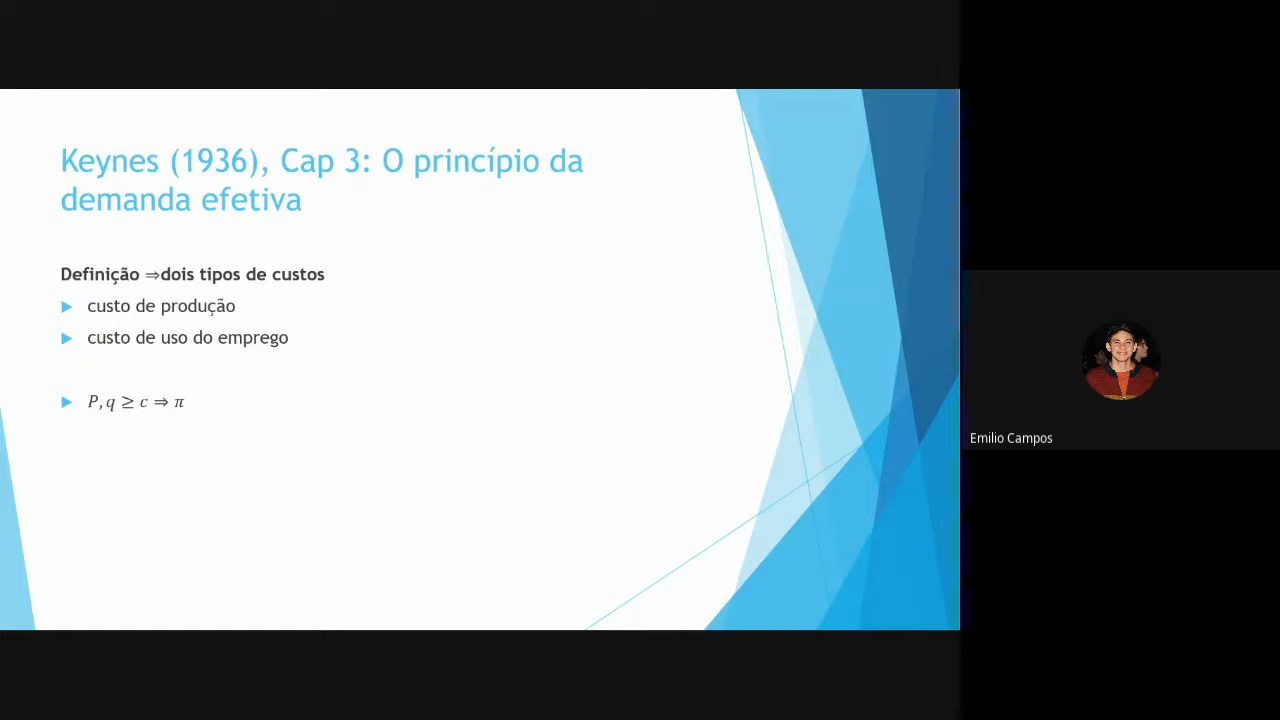 Keynes (1936), Cap 3: O princípio da
demanda efetiva
Definição ⇒dois tipos de custos
custo de produção
custo de uso do emprego
P, q ≥ c ⇒ π
Emilio Campos